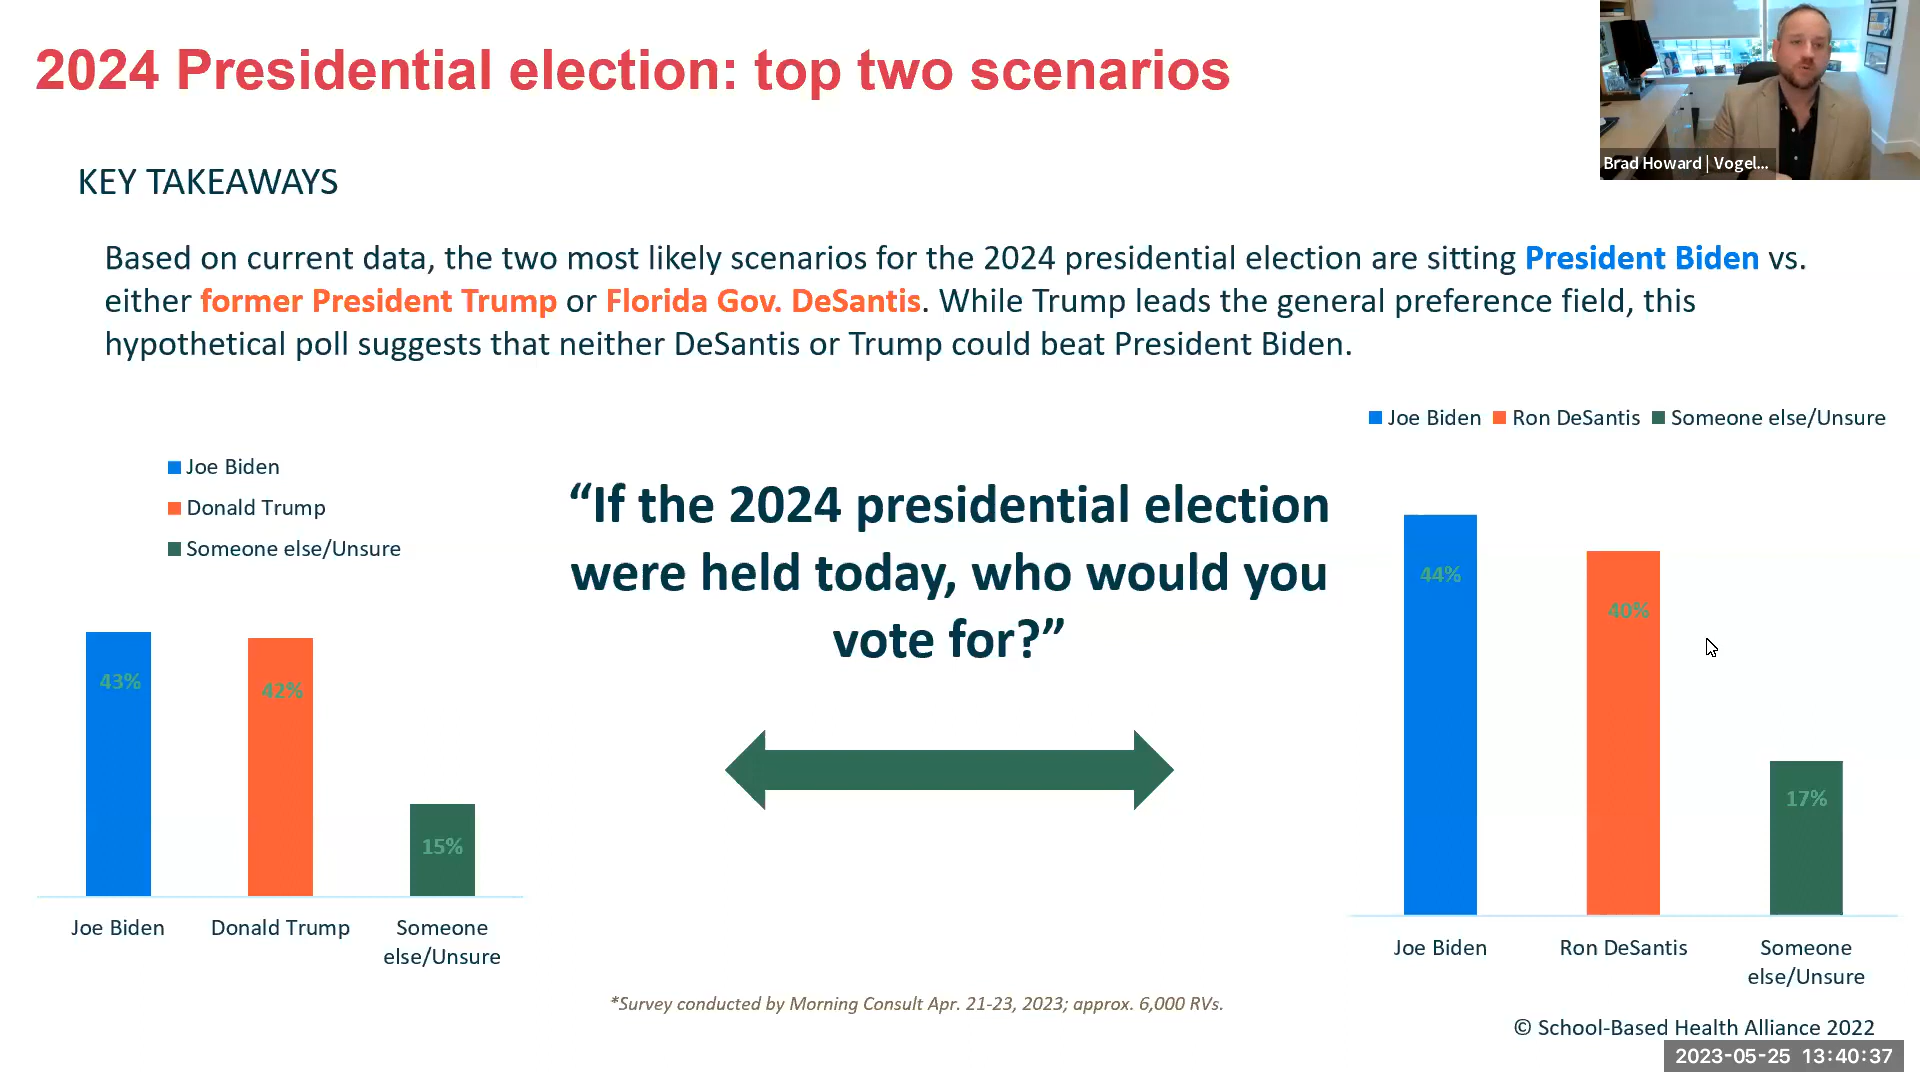 2024 Presidential election: top two scenarios
Brad Howard | Vogel...
KEY TAKEAWAYS
Based on current data, the two most likely scenarios for the 2024 presidential election are sitting President Biden vs.
either former President Trump or Florida Gov. DeSantis. While Trump leads the general preference field, this
hypothetical poll suggests that neither DeSantis or Trump could beat President Biden.
Joe Biden
Donald Trump
Someone else/Unsure
43%
42%
15%
Joe Biden
Donald Trump
Someone
else/Unsure
“If the 2024 presidential election
were held today, who would you
vote for?”
Joe Biden Ron DeSantis Someone else/Unsure
44%
40%
17%
Joe Biden
Ron DeSantis
Someone
else/Unsure
*Survey conducted by Morning Consult Apr. 21-23, 2023; approx. 6,000 RVs.
© School-Based Health Alliance 2022
2023-05-25 13:40:37